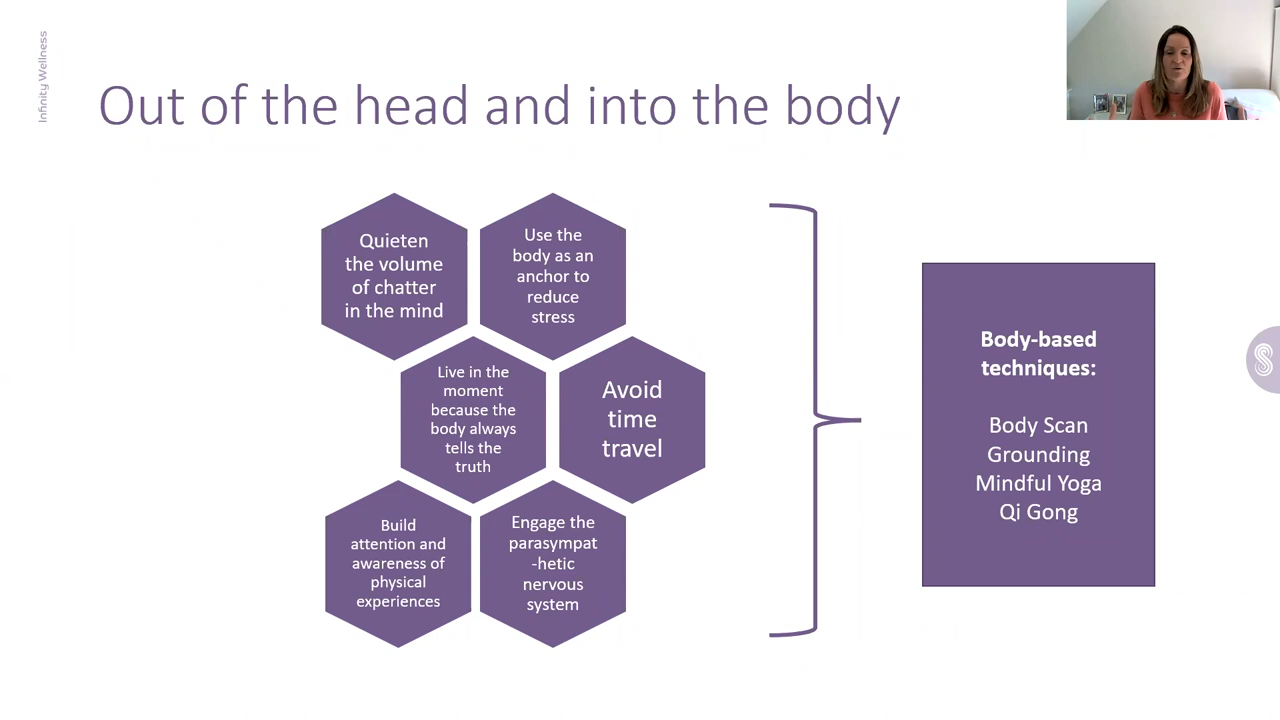 Infinity Wellness
Out of the head and into the body
Quieten
the volume
of chatter
in the mind
Use the
body as an
anchor to
reduce
stress
Live in the
moment
because the
body always
tells the
truth
Avoid
time
travel
Build
attention and
awareness of
physical
experiences
Engage the
parasympat
-hetic
nervous
system
Body-based
techniques:
Body Scan
Grounding
Mindful Yoga
Qi Gong